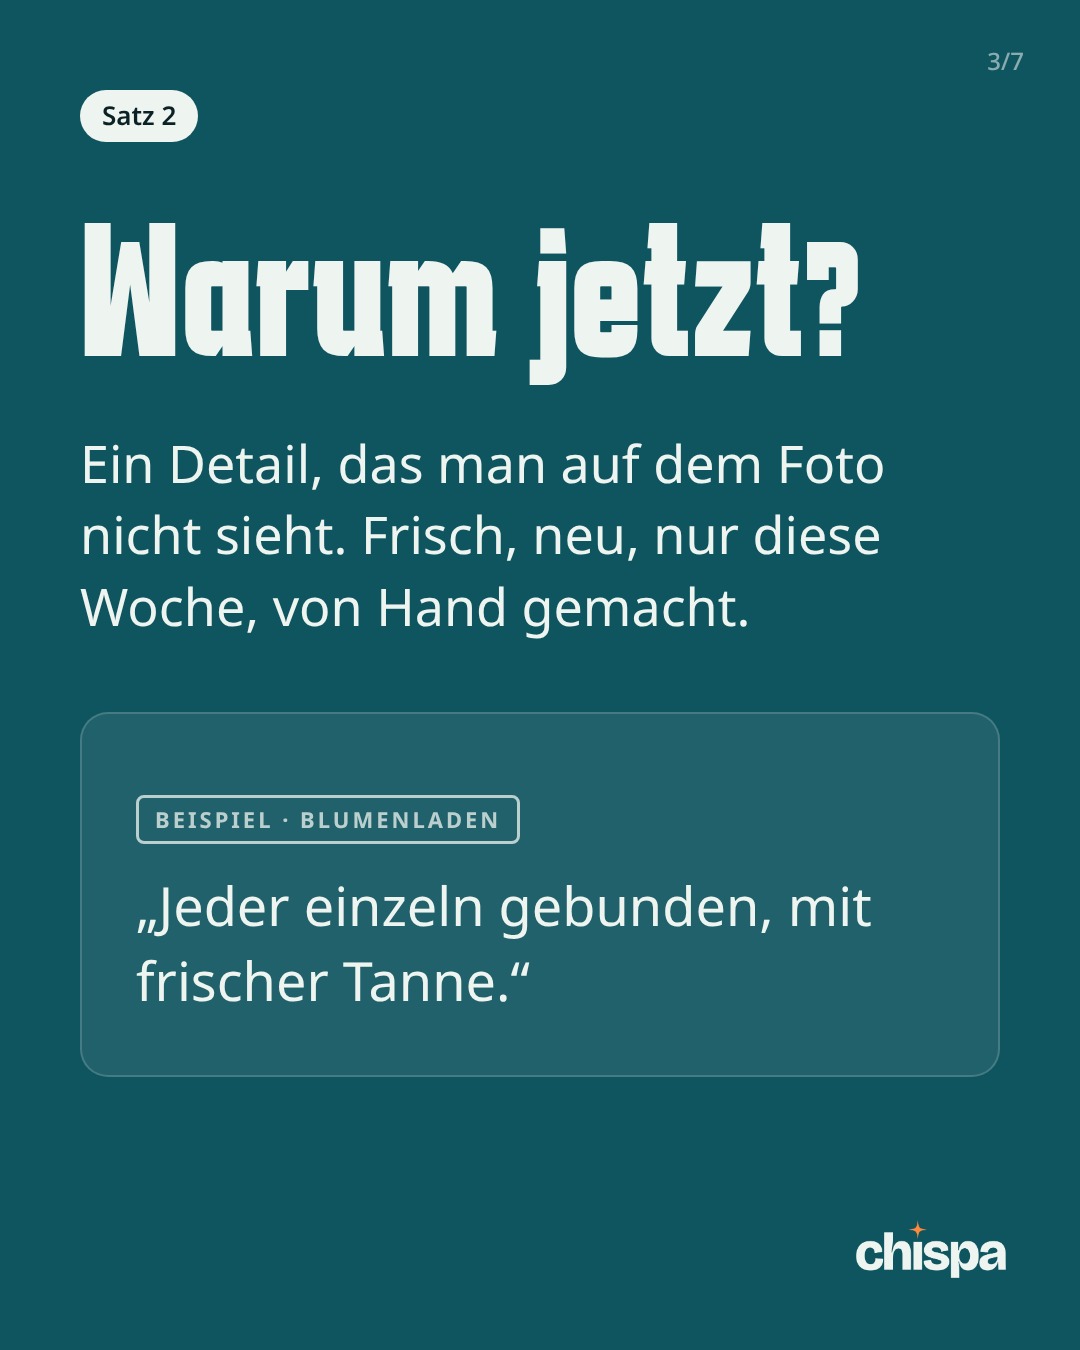 3/7
Satz 2
Warum jetzt?
Ein Detail, das man auf dem Foto
nicht sieht. Frisch, neu, nur diese
Woche, von Hand gemacht.
BEISPIEL · BLUMENLADEN
„Jeder einzeln gebunden, mit
frischer Tanne.“
chispa